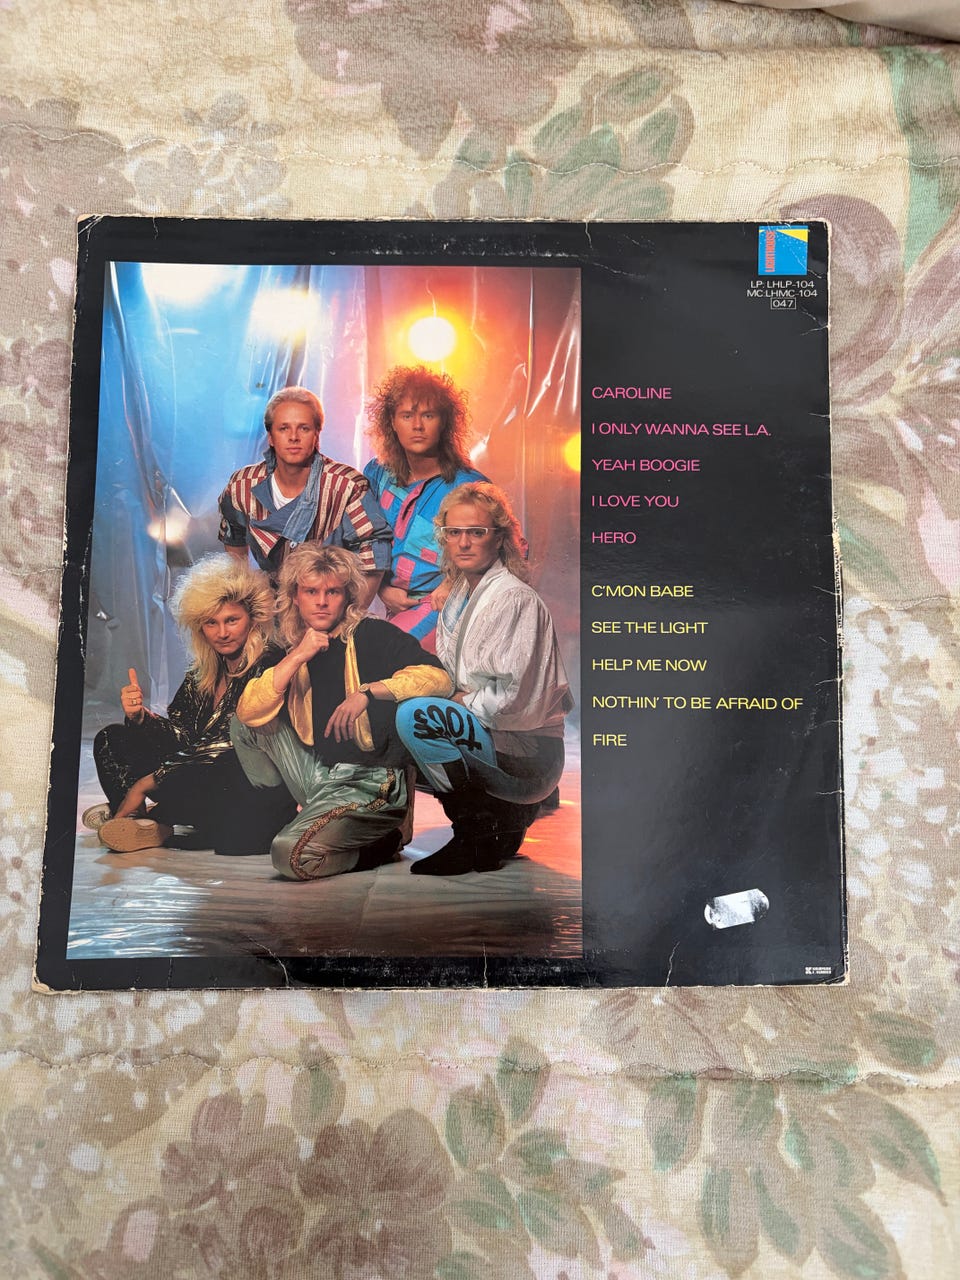 LIGHTHOUSE
LP: LHLP-104
MC:LHMC-104
047
CAROLINE
I ONLY WANNA SEE L.A.
YEAH BOOGIE
I LOVE YOU
HERO
C'MON BABE
SEE THE LIGHT
HELP ME NOW
NOTHIN' TO BE AFRAID OF
FIRE